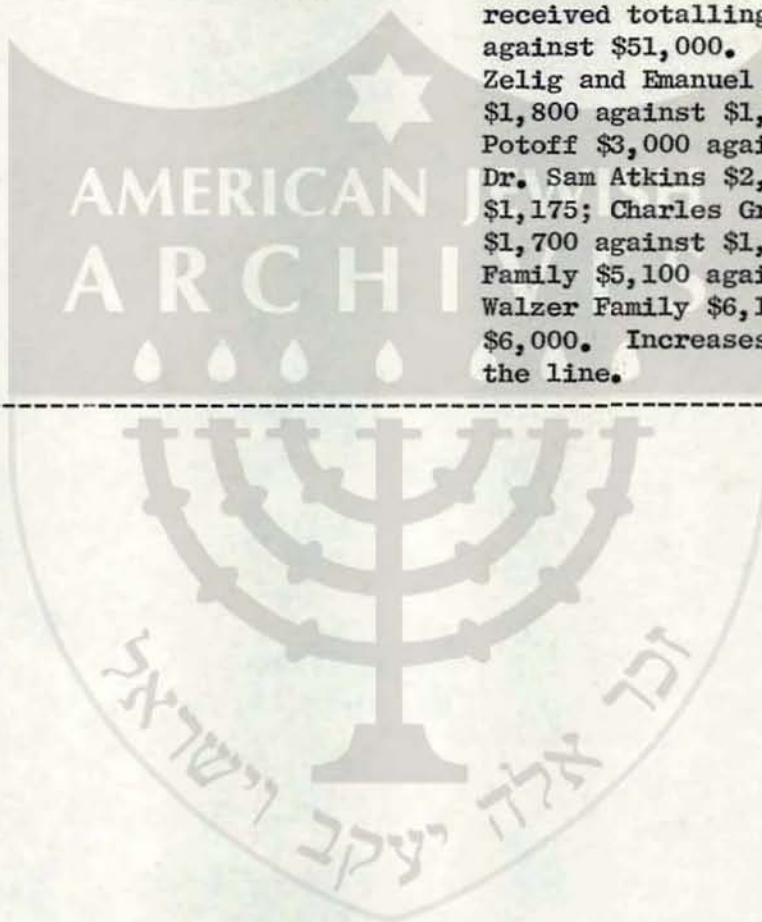 received totalling
against $51,000.
Zelig and Emanuel
$1,800 against $1,
Potoff $3,000 agai
Dr. Sam Atkins $2,
$1,175; Charles Gr
$1,700 against $1,
Family $5,100 agai
Walzer Family $6,1
$6,000. Increases
the line.
AMERICAN J
ARCHIVES
זכר אלה יעקב וישראל